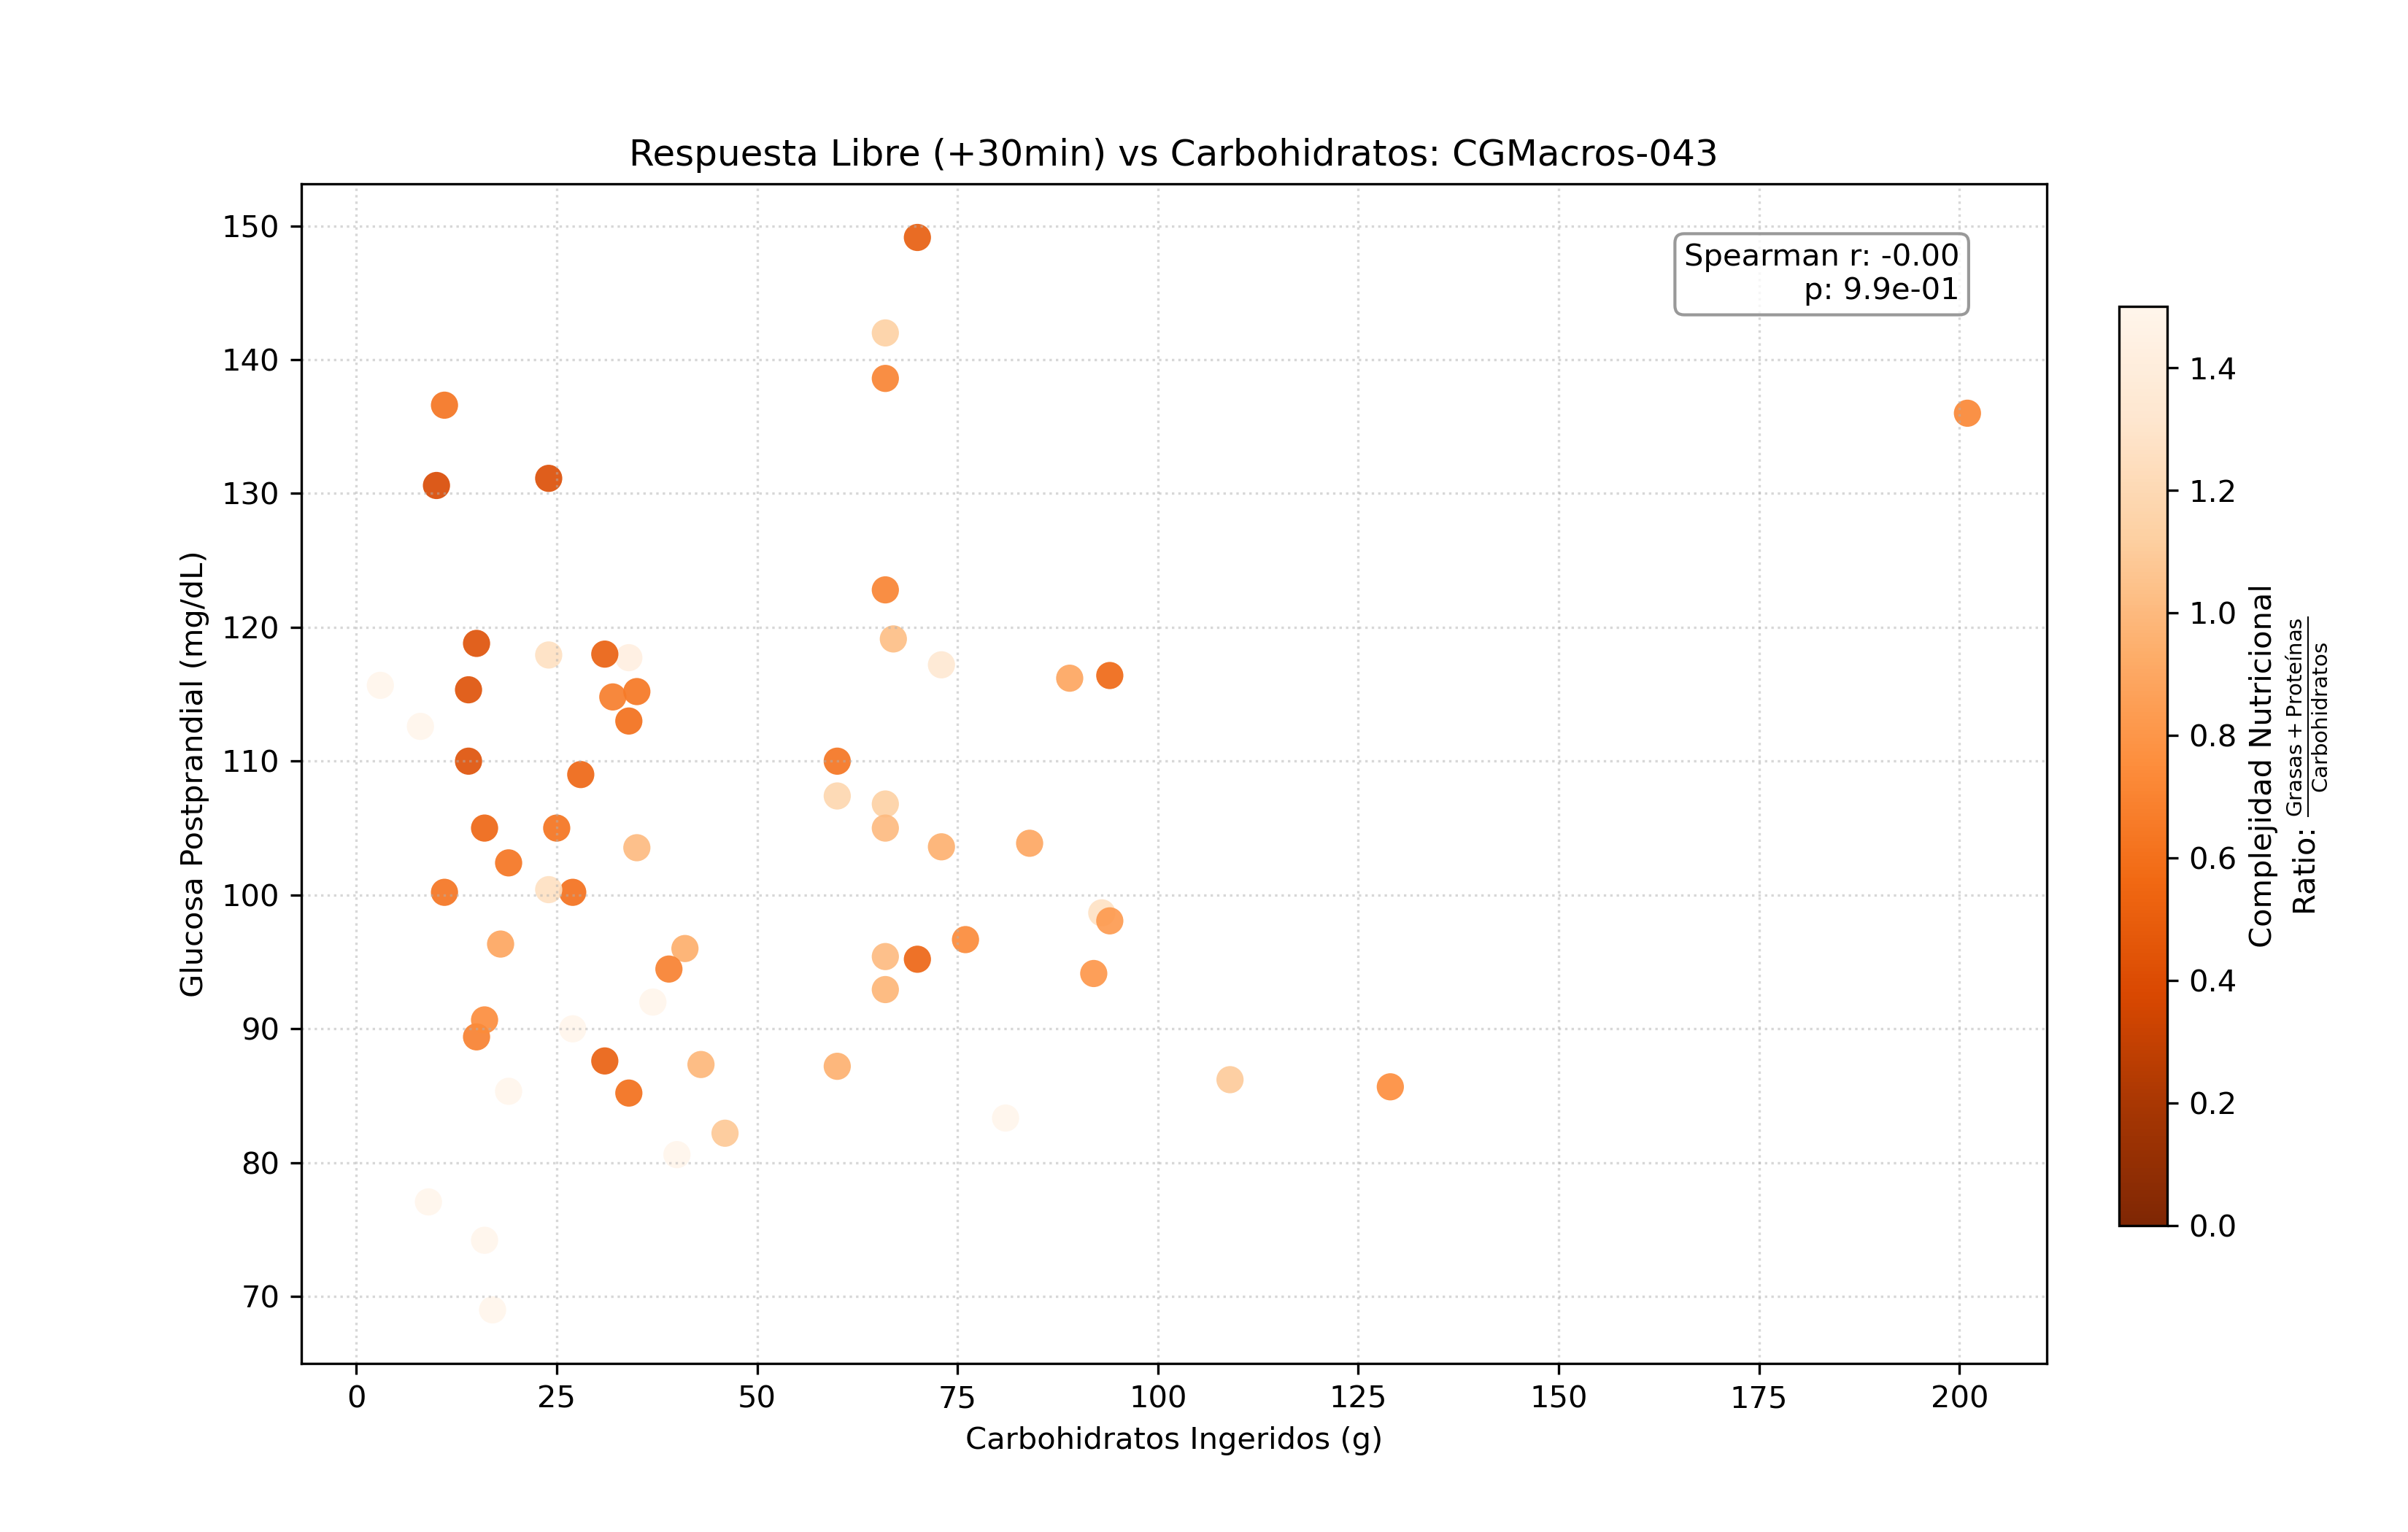 Respuesta Libre (+30min) vs Carbohidratos: CGMacros-043
Spearman r: -0.00
p: 9.9e-01
Glucosa Postprandial (mg/dL)
150
140
130
120
110
100
90
80
70
0 25 50 75 100 125 150 175 200
Carbohidratos Ingeridos (g)
1.4
1.2
1.0
0.8
0.6
0.4
0.2
0.0
Complejidad Nutricional
Ratio: Grasas + Proteínas
Carbohidratos